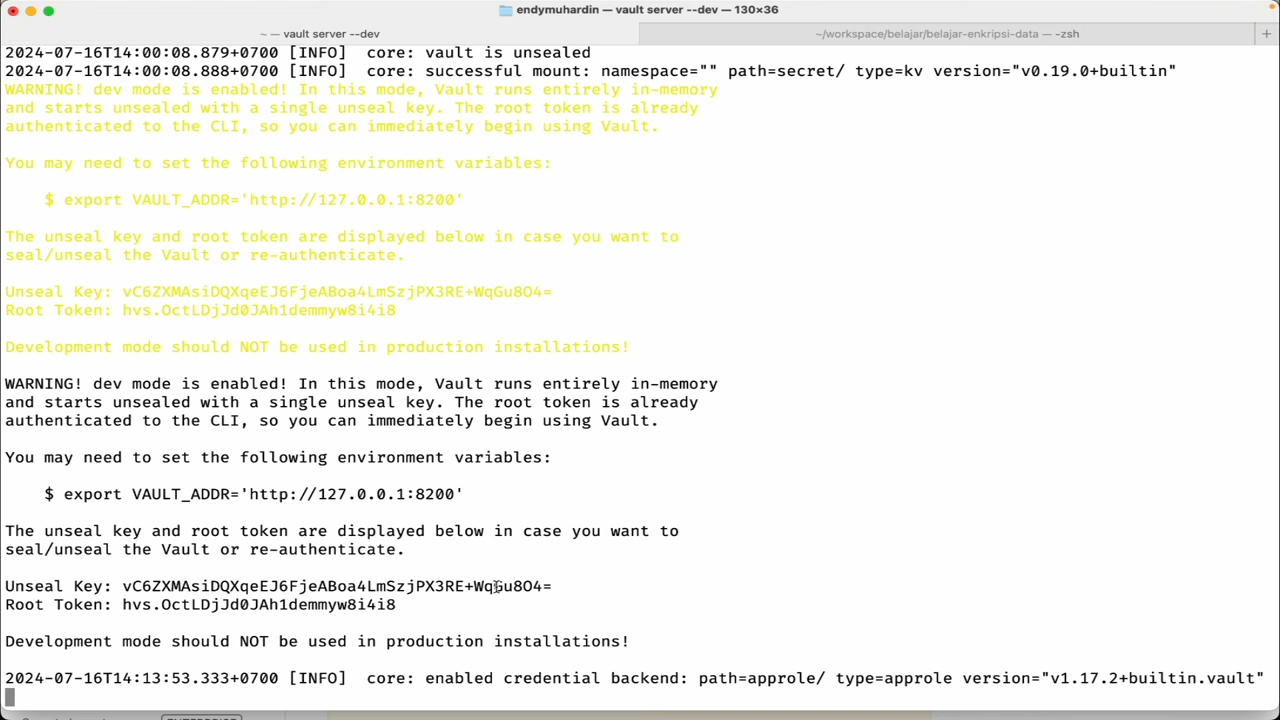 endymuhardin — vault server --dev — 130×36
~ — vault server --dev
~/workspace/belajar/belajar-enkripsi-data — -zsh
2024-07-16T14:00:08.879+0700 [INFO]  core: vault is unsealed
2024-07-16T14:00:08.888+0700 [INFO]  core: successful mount: namespace="" path=secret/ type=kv version="v0.19.0+builtin"
WARNING! dev mode is enabled! In this mode, Vault runs entirely in-memory
and starts unsealed with a single unseal key. The root token is already
authenticated to the CLI, so you can immediately begin using Vault.
You may need to set the following environment variables:
$ export VAULT_ADDR='http://127.0.0.1:8200'
The unseal key and root token are displayed below in case you want to
seal/unseal the Vault or re-authenticate.
Unseal Key: vC6ZXMAsiDQXqeEJ6FjeABoa4LmSzjPX3RE+WqGu8O4=
Root Token: hvs.OctLDjJd0JAh1demmyw8i4i8
Development mode should NOT be used in production installations!
WARNING! dev mode is enabled! In this mode, Vault runs entirely in-memory
and starts unsealed with a single unseal key. The root token is already
authenticated to the CLI, so you can immediately begin using Vault.
You may need to set the following environment variables:
$ export VAULT_ADDR='http://127.0.0.1:8200'
The unseal key and root token are displayed below in case you want to
seal/unseal the Vault or re-authenticate.
Unseal Key: vC6ZXMAsiDQXqeEJ6FjeABoa4LmSzjPX3RE+WqGu8O4=
Root Token: hvs.OctLDjJd0JAh1demmyw8i4i8
Development mode should NOT be used in production installations!
2024-07-16T14:13:53.333+0700 [INFO]  core: enabled credential backend: path=approle/ type=approle version="v1.17.2+builtin.vault"